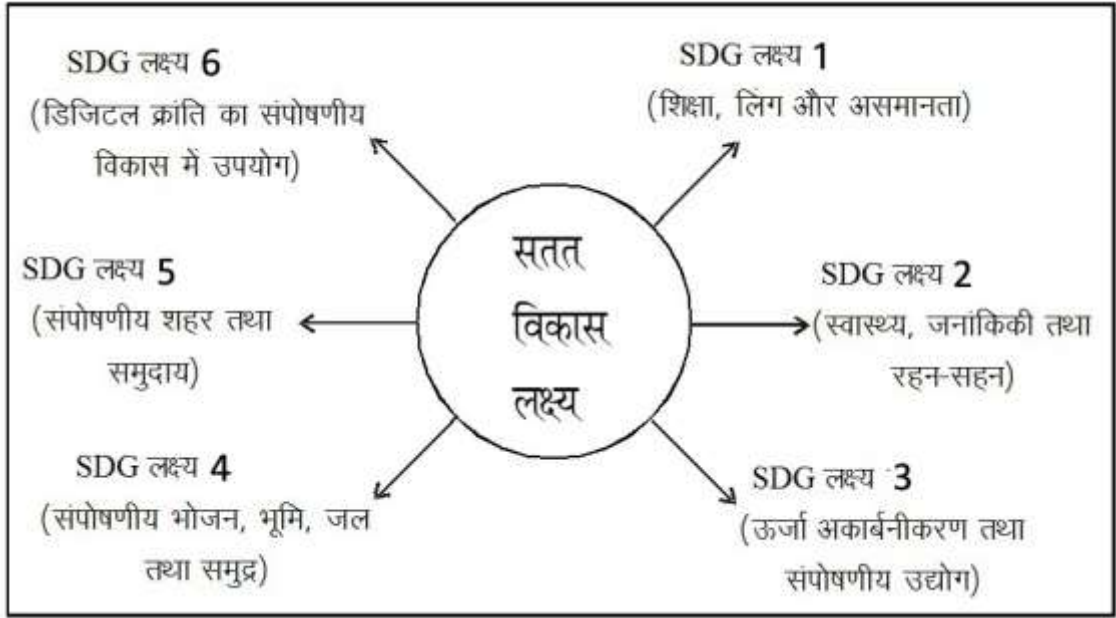 SDG लक्ष्य 6
(डिजिटल क्रांति का संपोषणीय
विकास में उपयोग)
SDG लक्ष्य 1
(शिक्षा, लिंग और असमानता)
सतत
विकास
लक्ष्य
SDG लक्ष्य 5
(संपोषणीय शहर तथा
समुदाय)
SDG लक्ष्य 2
(स्वास्थ्य, जनांकिकी तथा
रहन-सहन)
SDG लक्ष्य 4
(संपोषणीय भोजन, भूमि, जल
तथा समुद्र)
SDG लक्ष्य 3
(ऊर्जा अकार्बनीकरण तथा
संपोषणीय उद्योग)